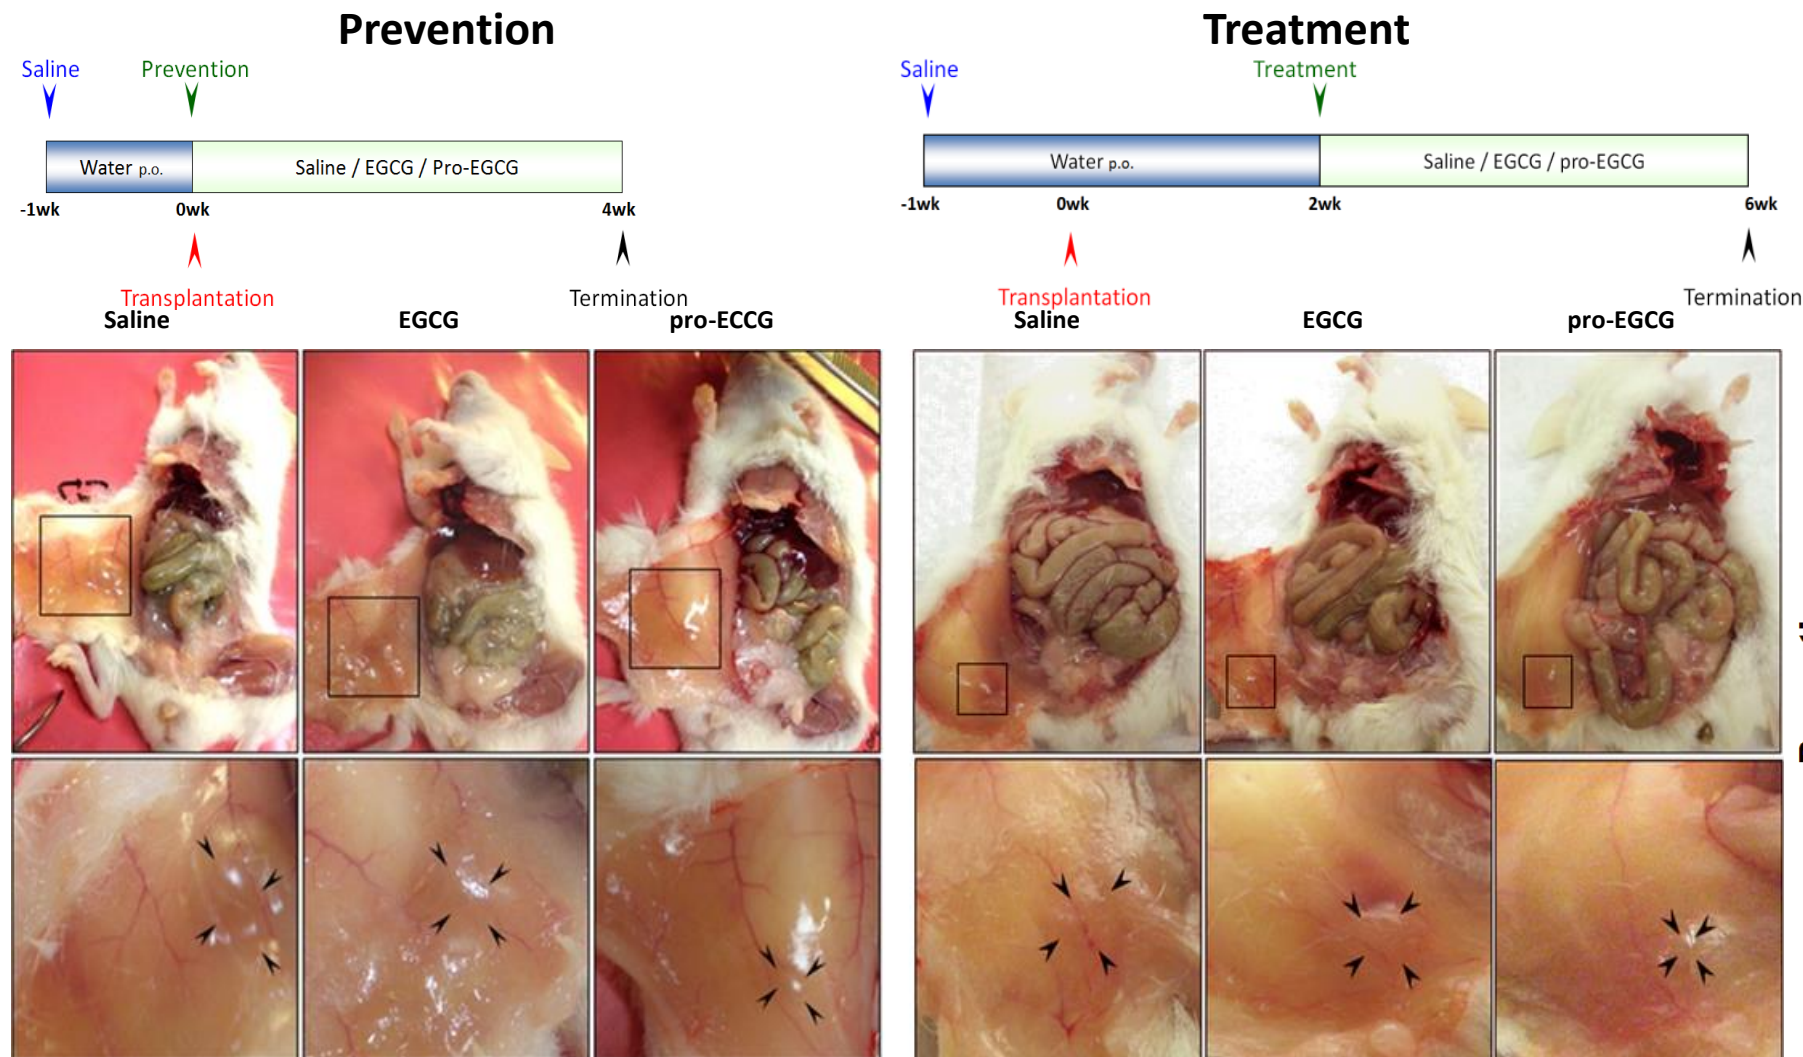 Prevention
Saline
Prevention
Water p.o.
Saline / EGCG / Pro-EGCG
-1wk
0wk
4wk
Transplantation
Termination
Saline
EGCG
pro-ECCG
Treatment
Saline
Treatment
Water p.o.
Saline / EGCG / pro-EGCG
-1wk
0wk
2wk
6wk
Transplantation
Termination
Saline
EGCG
pro-EGCG